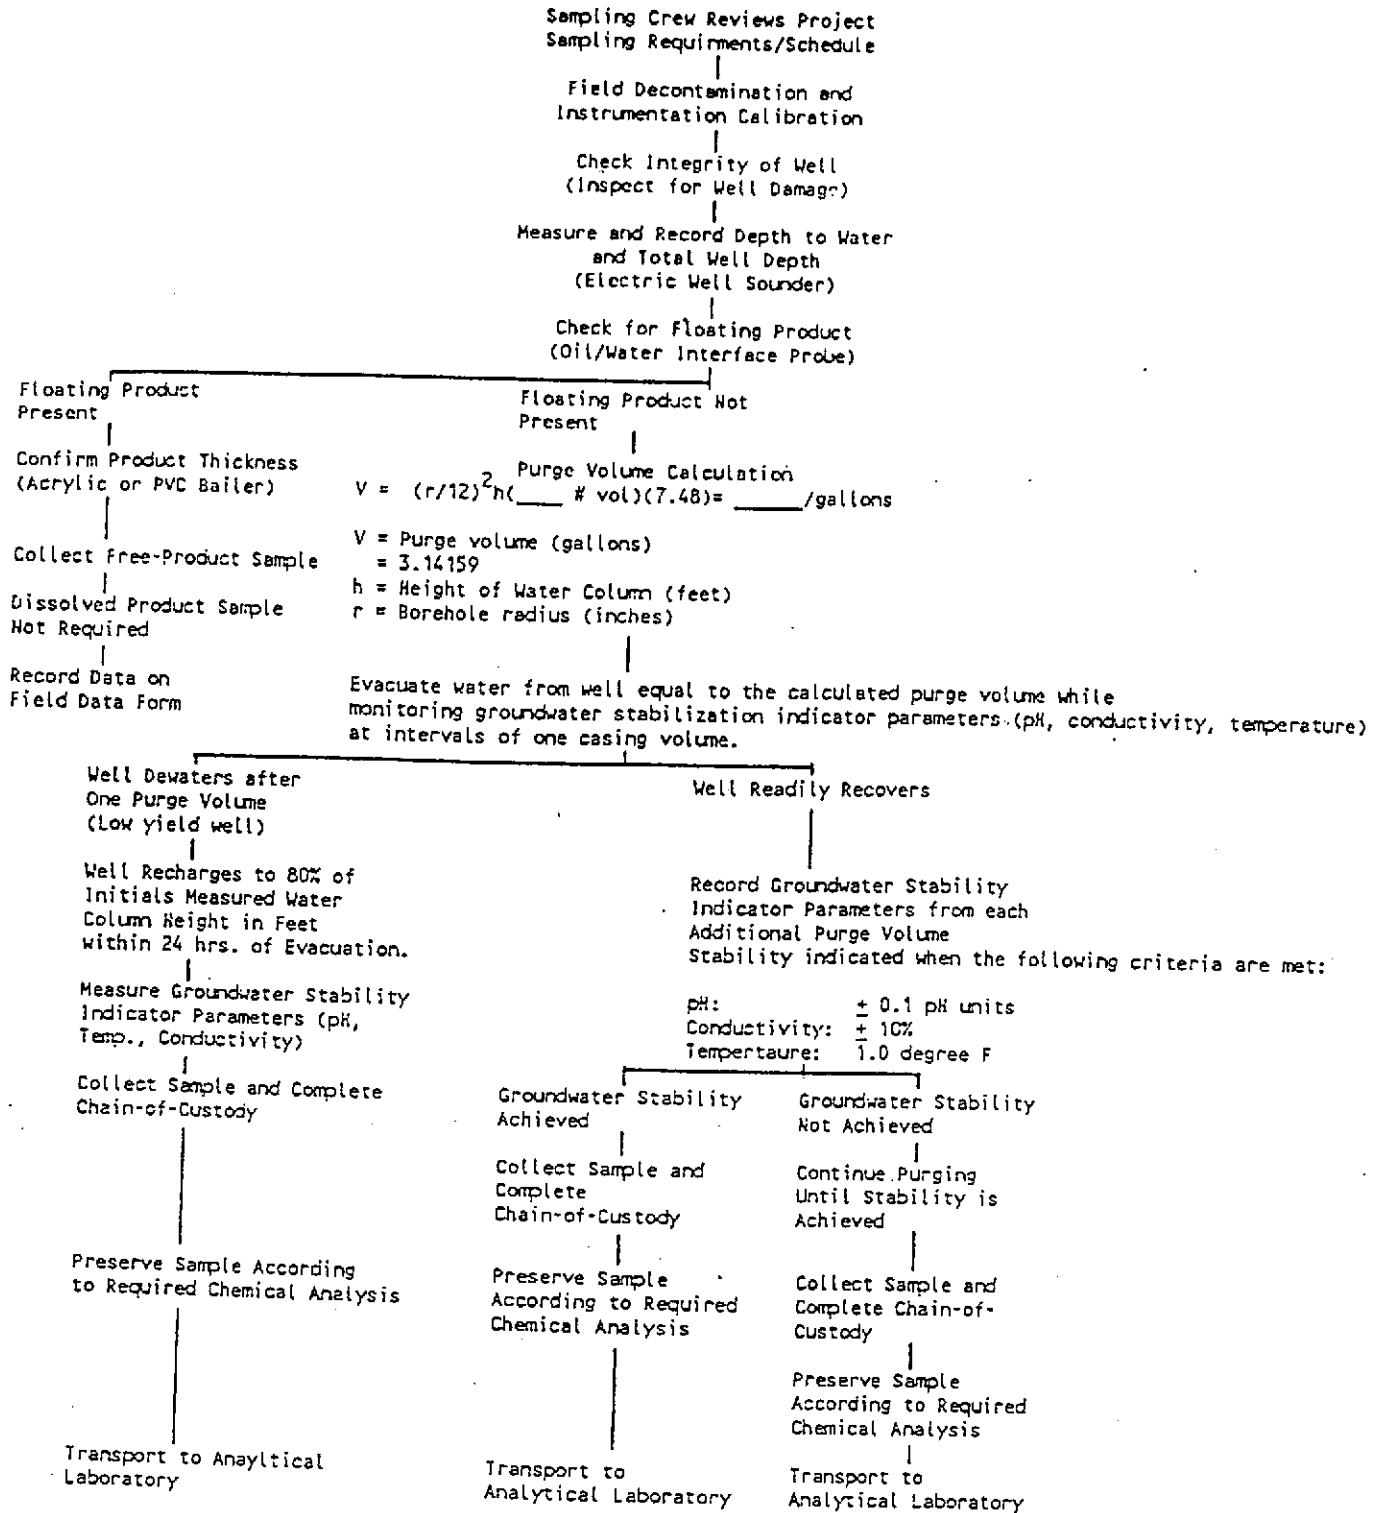 Sampling Crew Reviews Project
Sampling Requirments/Schedule
Field Decontamination and
Instrumentation Calibration
Check Integrity of Well
(Inspect for Well Damage)
Measure and Record Depth to Water
and Total Well Depth
(Electric Well Sounder)
Check for Floating Product
(Oil/Water Interface Probe)
Floating Product
Present
Confirm Product Thickness
(Acrylic or PVC Bailer)
Collect Free-Product Sample
Dissolved Product Sample
Not Required
Record Data on
Field Data Form
Floating Product Not
Present
Purge Volume Calculation
V = (r/12)²h(____ # vol)(7.48)= ______/gallons
V = Purge volume (gallons)
= 3.14159
h = Height of Water Column (feet)
r = Borehole radius (inches)
Evacuate water from well equal to the calculated purge volume while
monitoring groundwater stabilization indicator parameters (pH, conductivity, temperature)
at intervals of one casing volume.
Well Dewaters after
One Purge Volume
(Low yield well)
Well Recharges to 80% of
Initials Measured Water
Column Height in Feet
within 24 hrs. of Evacuation.
Measure Groundwater Stability
Indicator Parameters (pH,
Temp., Conductivity)
Collect Sample and Complete
Chain-of-Custody
Preserve Sample According
to Required Chemical Analysis
Transport to Anayltical
Laboratory
Well Readily Recovers
Record Groundwater Stability
Indicator Parameters from each
Additional Purge Volume
Stability indicated when the following criteria are met:
pH: ± 0.1 pH units
Conductivity: ± 10%
Tempertaure: 1.0 degree F
Groundwater Stability
Achieved
Collect Sample and
Complete
Chain-of-Custody
Preserve Sample
According to Required
Chemical Analysis
Transport to
Analytical Laboratory
Groundwater Stability
Not Achieved
Continue Purging
Until Stability is
Achieved
Collect Sample and
Complete Chain-of-
Custody
Preserve Sample
According to Required
Chemical Analysis
Transport to
Analytical Laboratory